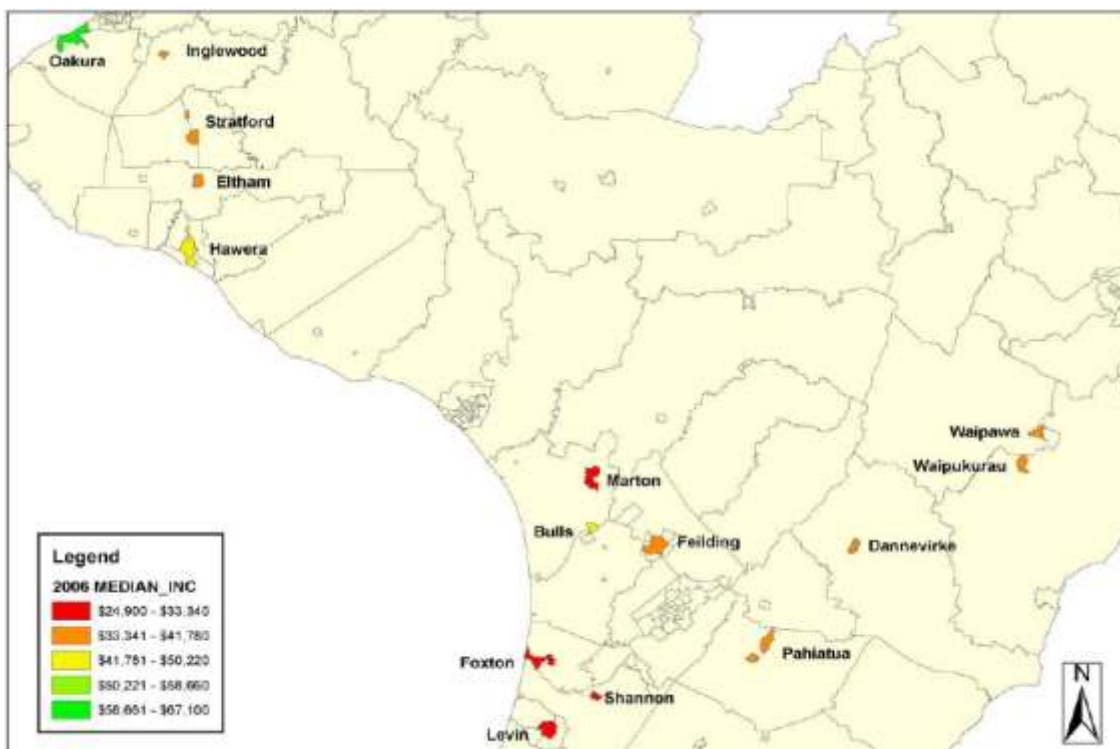 Oakura
Inglewood
Stratford
Eltham
Hawera
Waipawa
Waipukurau
Marton
Bulls
Feilding
Dannevirke
Pahiatua
Foxton
Shannon
Levin
Legend
2006 MEDIAN_INC
$24,900 - $33,340
$33,341 - $41,780
$41,781 - $50,220
$50,221 - $58,660
$58,661 - $67,100
N